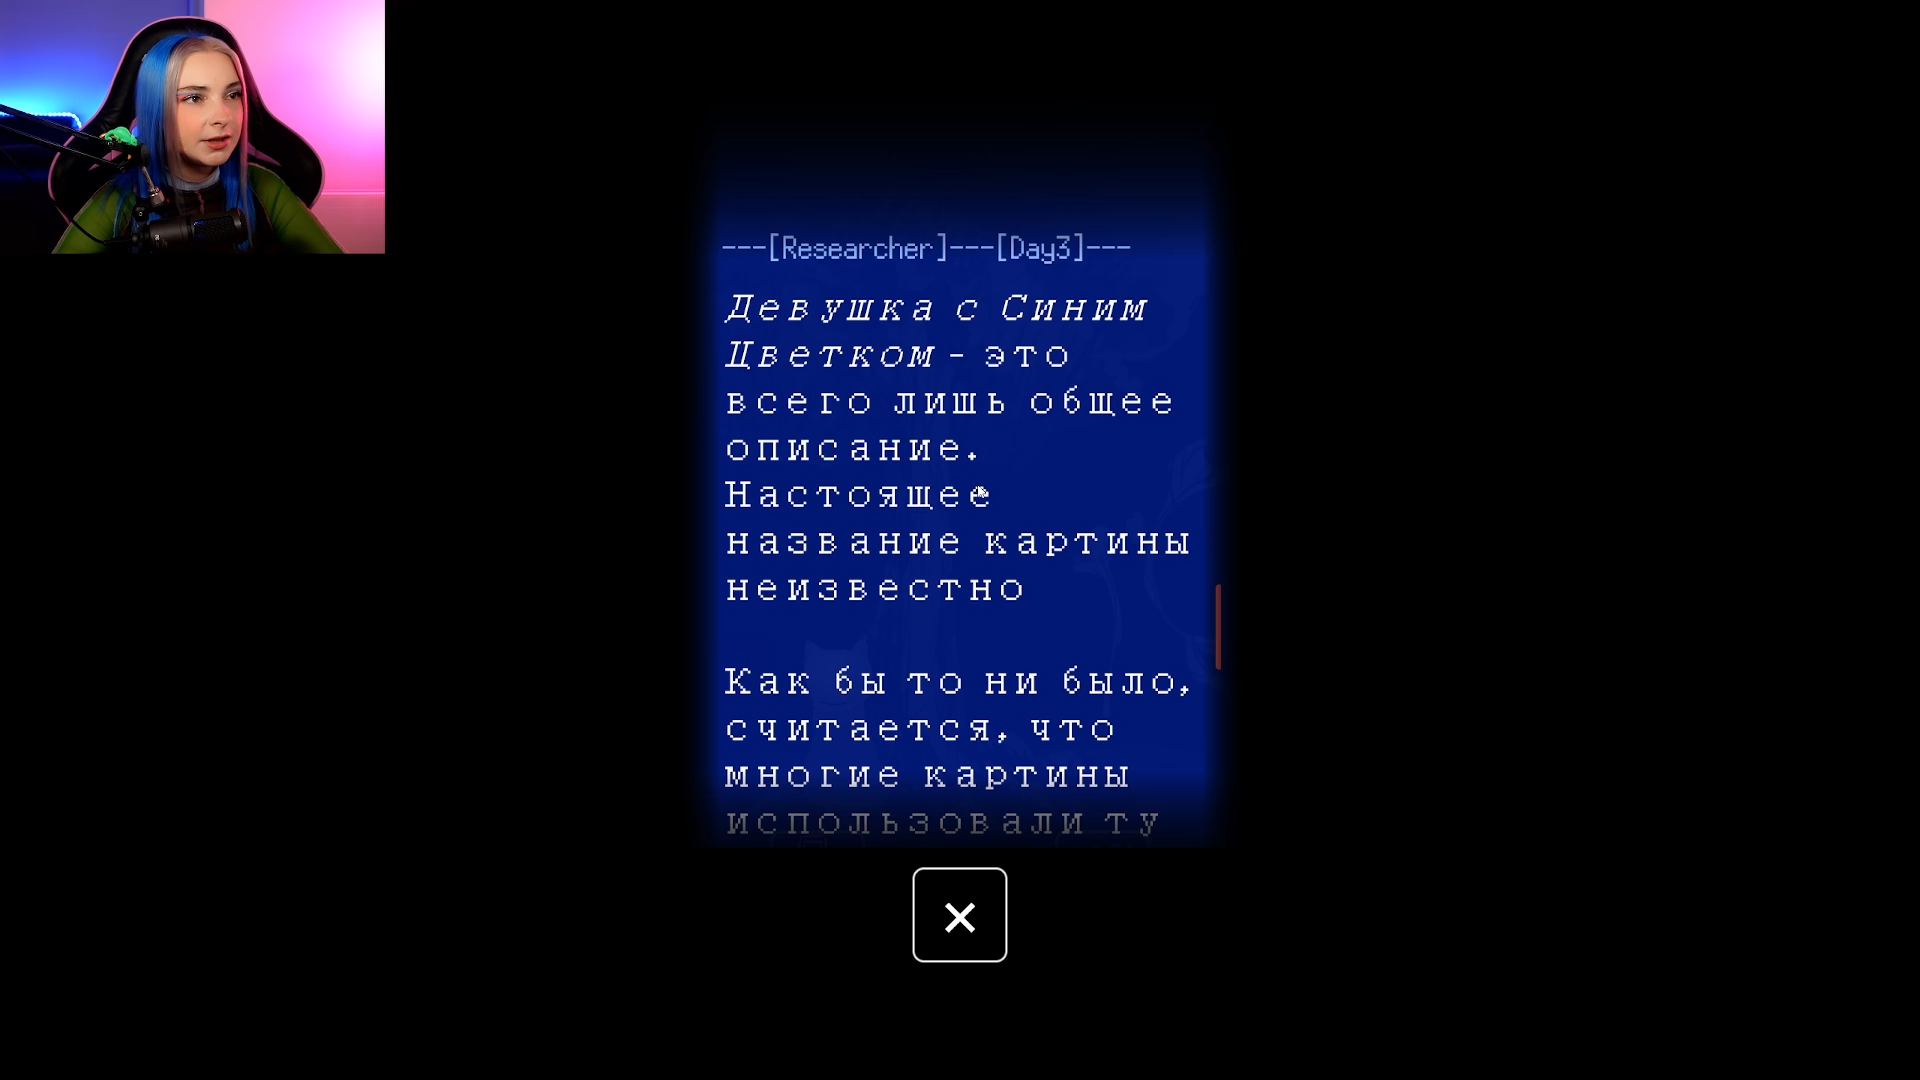 ---[Researcher]---[Day3]---
Девушка с Синим
Цветком - это
всего лишь общее
описание.
Настоящее
название картины
неизвестно
Как бы то ни было,
считается, что
многие картины
использовали ту